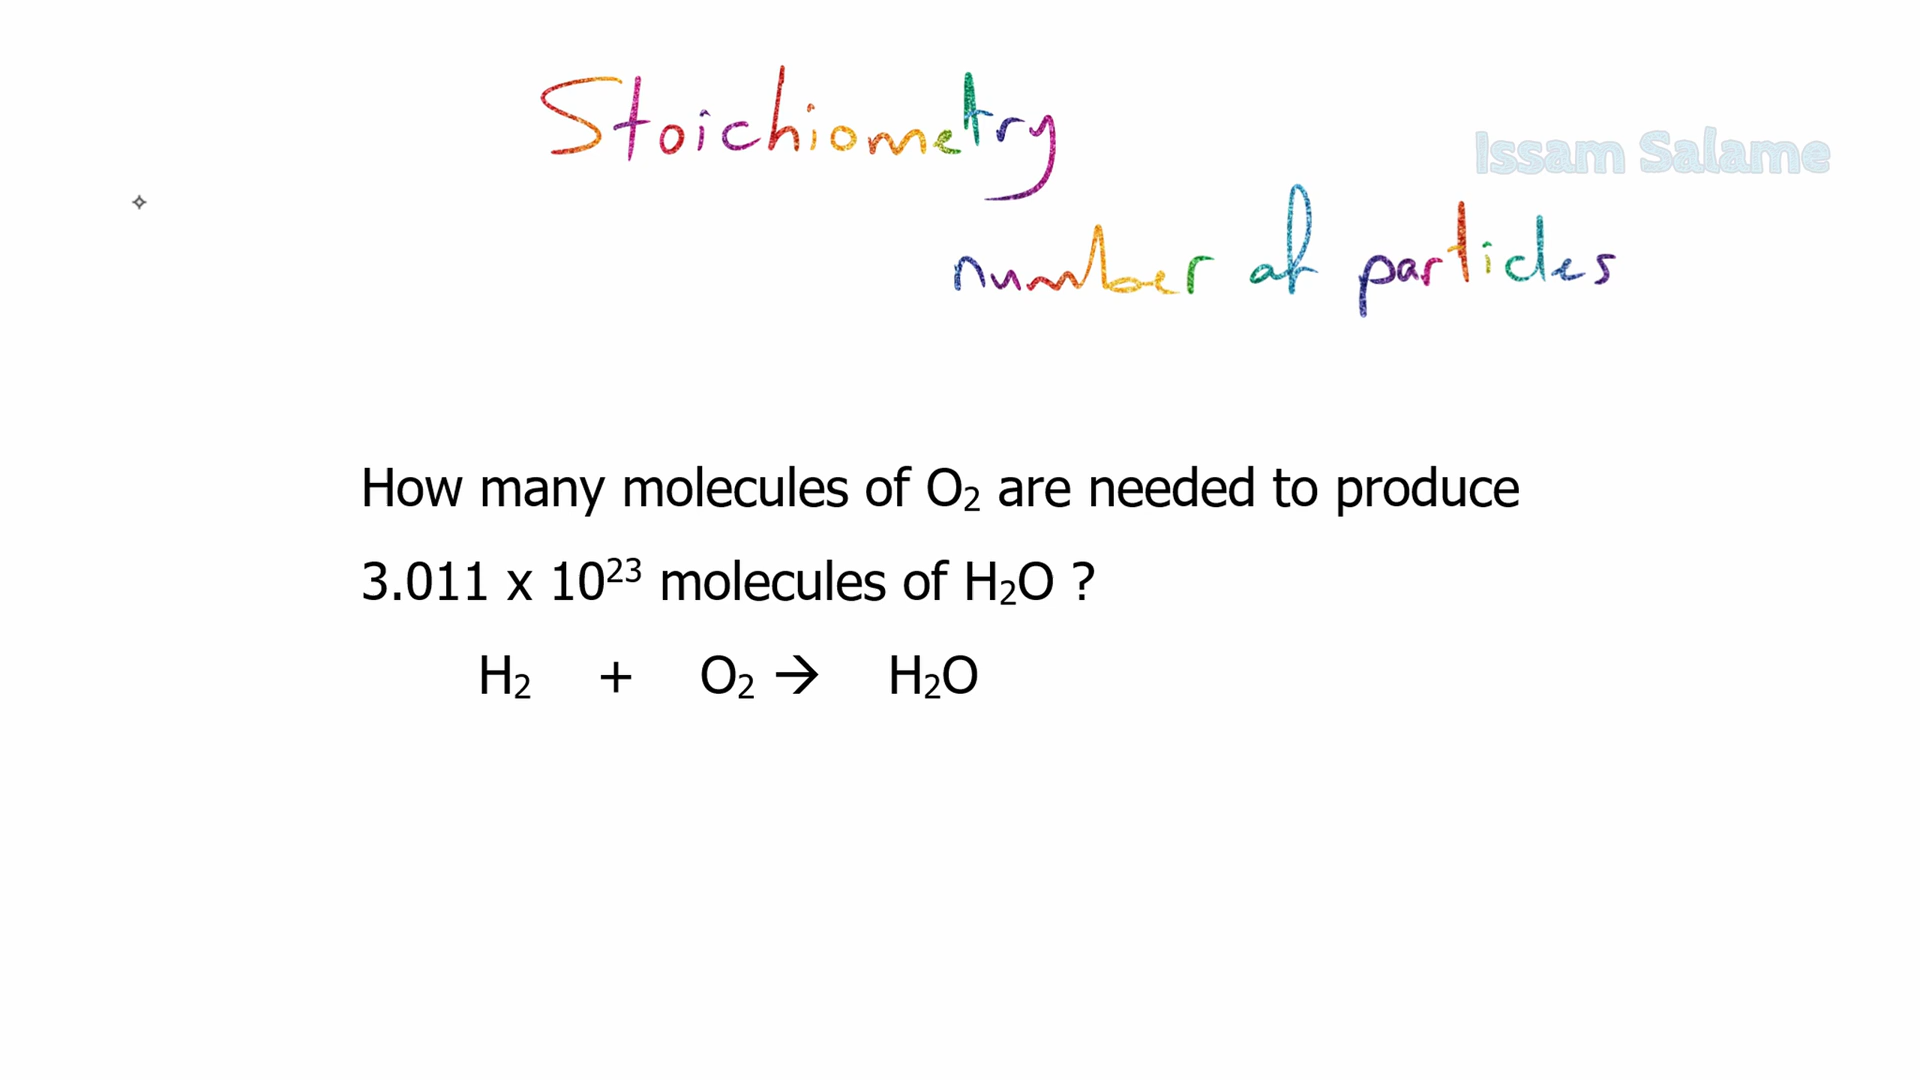 Stoichiometry
Issam Salame
number of particles
How many molecules of O₂ are needed to produce
3.011 x 10²³ molecules of H₂O ?
H₂ + O₂ → H₂O